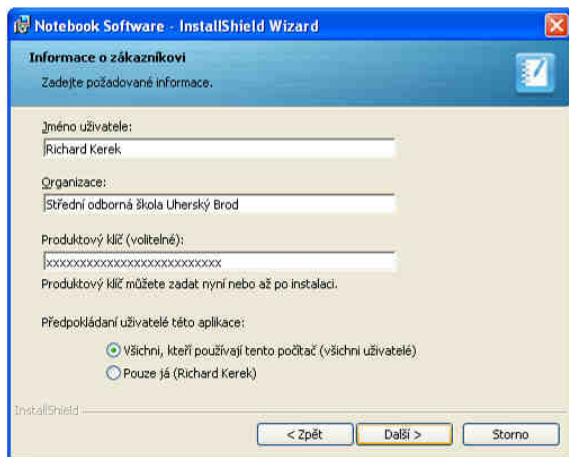 Notebook Software - InstallShield Wizard
Informace o zákazníkovi
Zadejte požadované informace.
Jméno uživatele:
Richard Kerek
Organizace:
Střední odborná škola Uherský Brod
Produktový klíč (volitelné):
xxxxxxxxxxxxxxxxxxxxxxxxxx
Produktový klíč můžete zadat nyní nebo až po instalaci.
Předpokládaní uživatelé této aplikace:
Všichni, kteří používají tento počítač (všichni uživatelé)
Pouze já (Richard Kerek)
InstallShield
< Zpět
Další >
Storno